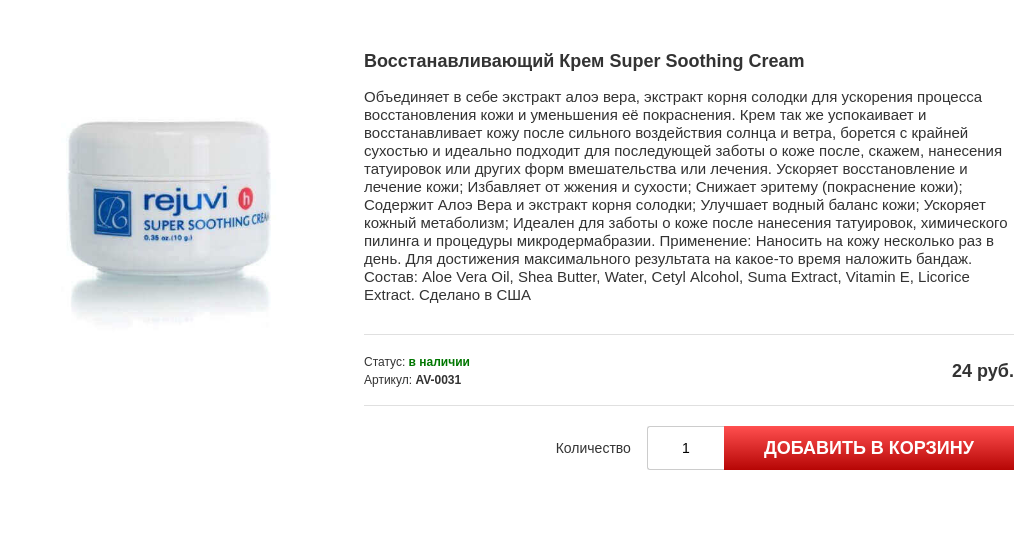 Восстанавливающий Крем Super Soothing Cream
Объединяет в себе экстракт алоэ вера, экстракт корня солодки для ускорения процесса
восстановления кожи и уменьшения её покраснения. Крем так же успокаивает и
восстанавливает кожу после сильного воздействия солнца и ветра, борется с крайней
сухостью и идеально подходит для последующей заботы о коже после, скажем, нанесения
татуировок или других форм вмешательства или лечения. Ускоряет восстановление и
лечение кожи; Избавляет от жжения и сухости; Снижает эритему (покраснение кожи);
Содержит Алоэ Вера и экстракт корня солодки; Улучшает водный баланс кожи; Ускоряет
кожный метаболизм; Идеален для заботы о коже после нанесения татуировок, химического
пилинга и процедуры микродермабразии. Применение: Наносить на кожу несколько раз в
день. Для достижения максимального результата на какое-то время наложить бандаж.
Состав: Aloe Vera Oil, Shea Butter, Water, Cetyl Alcohol, Suma Extract, Vitamin E, Licorice
Extract. Сделано в США
rejuvi h
SUPER SOOTHING CREAM
0.35 oz.(10 g.)
Статус: в наличии
Артикул: AV-0031
24 руб.
Количество 1 ДОБАВИТЬ В КОРЗИНУ